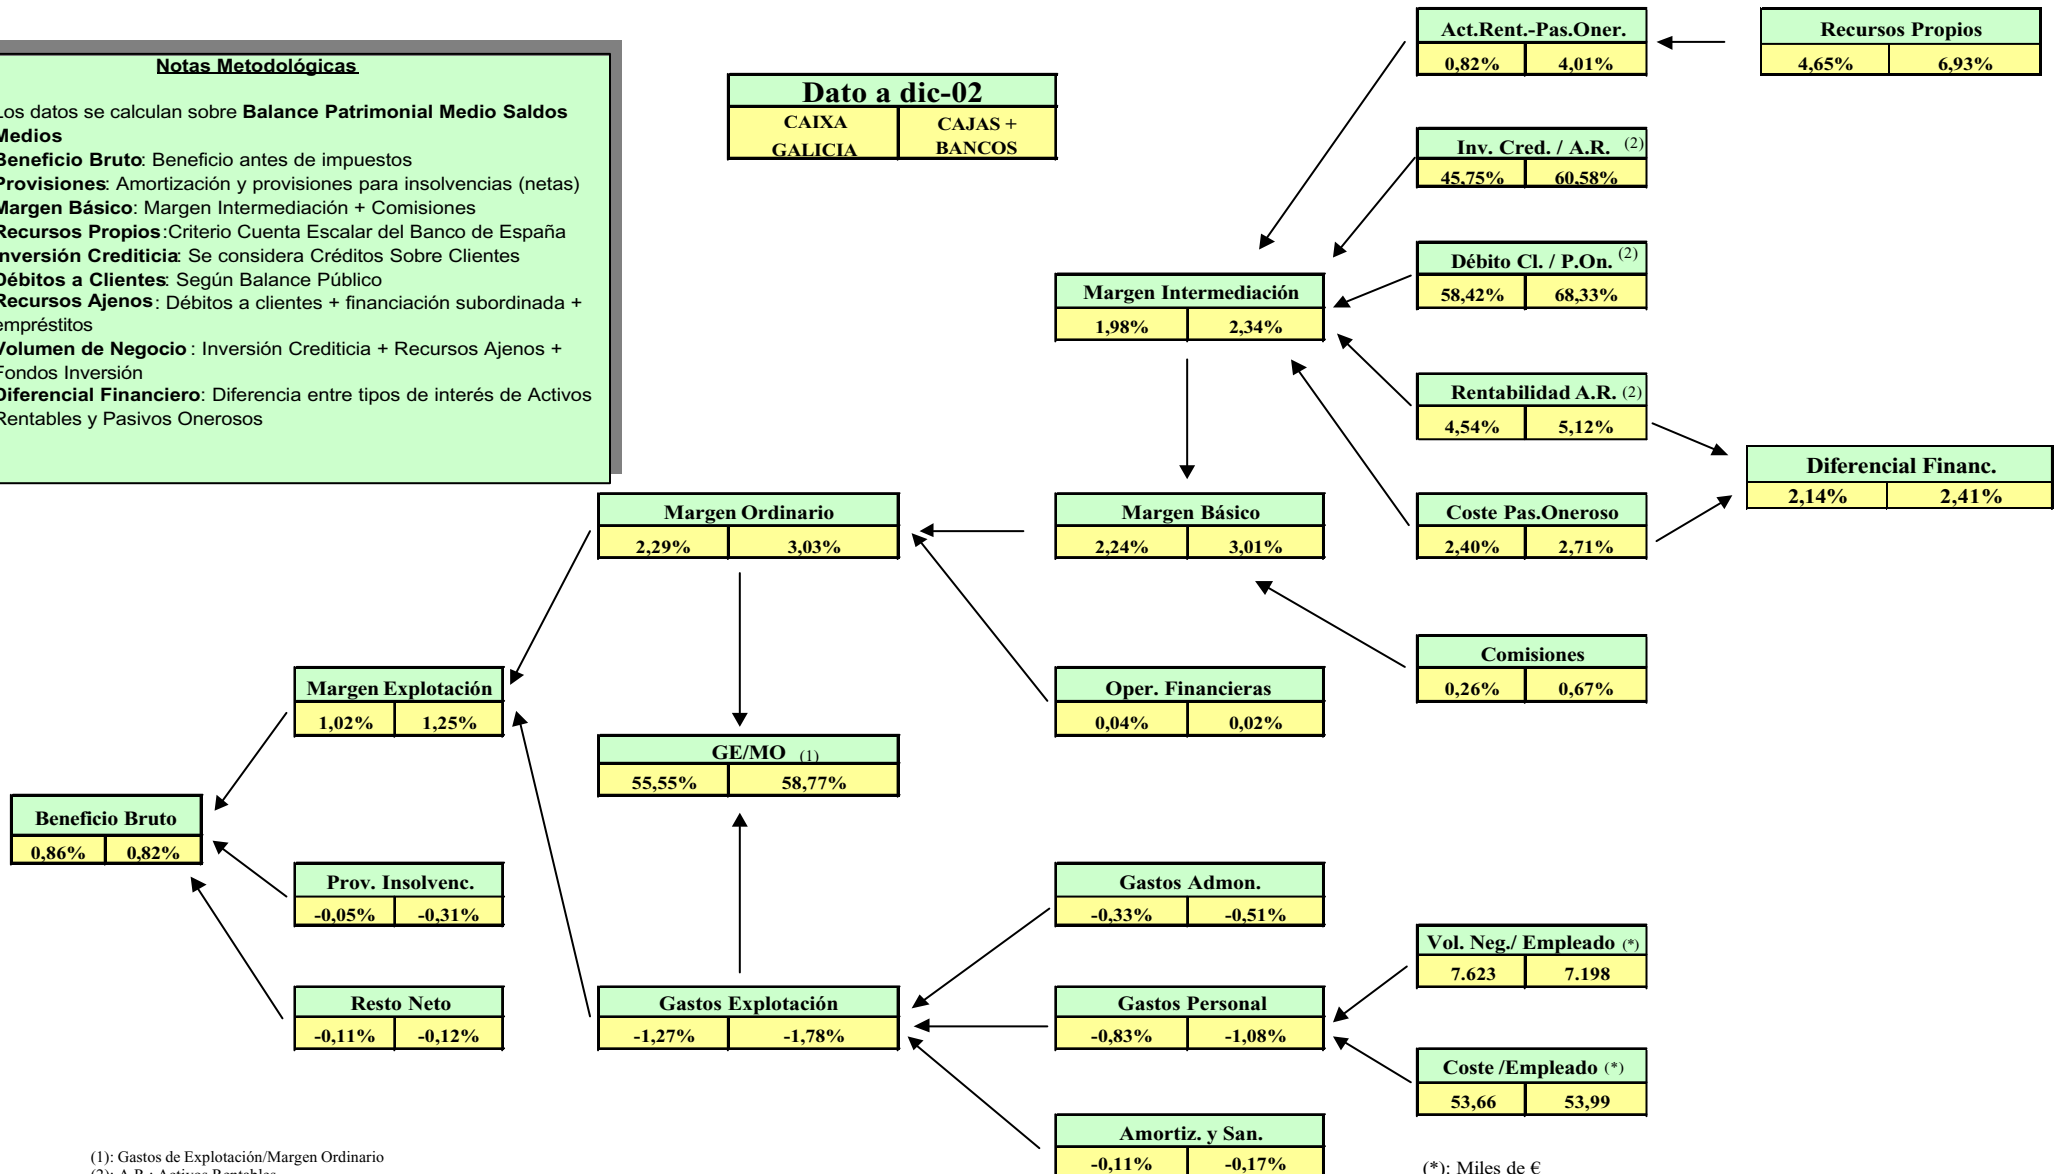 Notas Metodológicas
Los datos se calculan sobre Balance Patrimonial Medio Saldos
Medios
Beneficio Bruto: Beneficio antes de impuestos
Provisiones: Amortización y provisiones para insolvencias (netas)
Margen Básico: Margen Intermediación + Comisiones
Recursos Propios:Criterio Cuenta Escalar del Banco de España
Inversión Crediticia: Se considera Créditos Sobre Clientes
Débitos a Clientes: Según Balance Público
Recursos Ajenos: Débitos a clientes + financiación subordinada +
empréstitos
Volumen de Negocio : Inversión Crediticia + Recursos Ajenos +
Fondos Inversión
Diferencial Financiero: Diferencia entre tipos de interés de Activos
Rentables y Pasivos Onerosos
Dato a dic-02
CAIXA GALICIA
CAJAS + BANCOS
Act.Rent.-Pas.Oner.
0,82% 4,01%
Recursos Propios
4,65% 6,93%
Inv. Cred. / A.R. (2)
45,75% 60,58%
Débito Cl. / P.On. (2)
58,42% 68,33%
Margen Intermediación
1,98% 2,34%
Rentabilidad A.R. (2)
4,54% 5,12%
Diferencial Financ.
2,14% 2,41%
Margen Ordinario
2,29% 3,03%
Margen Básico
2,24% 3,01%
Coste Pas.Oneroso
2,40% 2,71%
Comisiones
0,26% 0,67%
Margen Explotación
1,02% 1,25%
Oper. Financieras
0,04% 0,02%
GE/MO (1)
55,55% 58,77%
Beneficio Bruto
0,86% 0,82%
Prov. Insolvenc.
-0,05% -0,31%
Gastos Admon.
-0,33% -0,51%
Vol. Neg./ Empleado (*)
7.623 7.198
Resto Neto
-0,11% -0,12%
Gastos Explotación
-1,27% -1,78%
Gastos Personal
-0,83% -1,08%
Coste /Empleado (*)
53,66 53,99
Amortiz. y San.
-0,11% -0,17%
(1): Gastos de Explotación/Margen Ordinario
(2): A.R.: Activos Rentables
(*): Miles de €